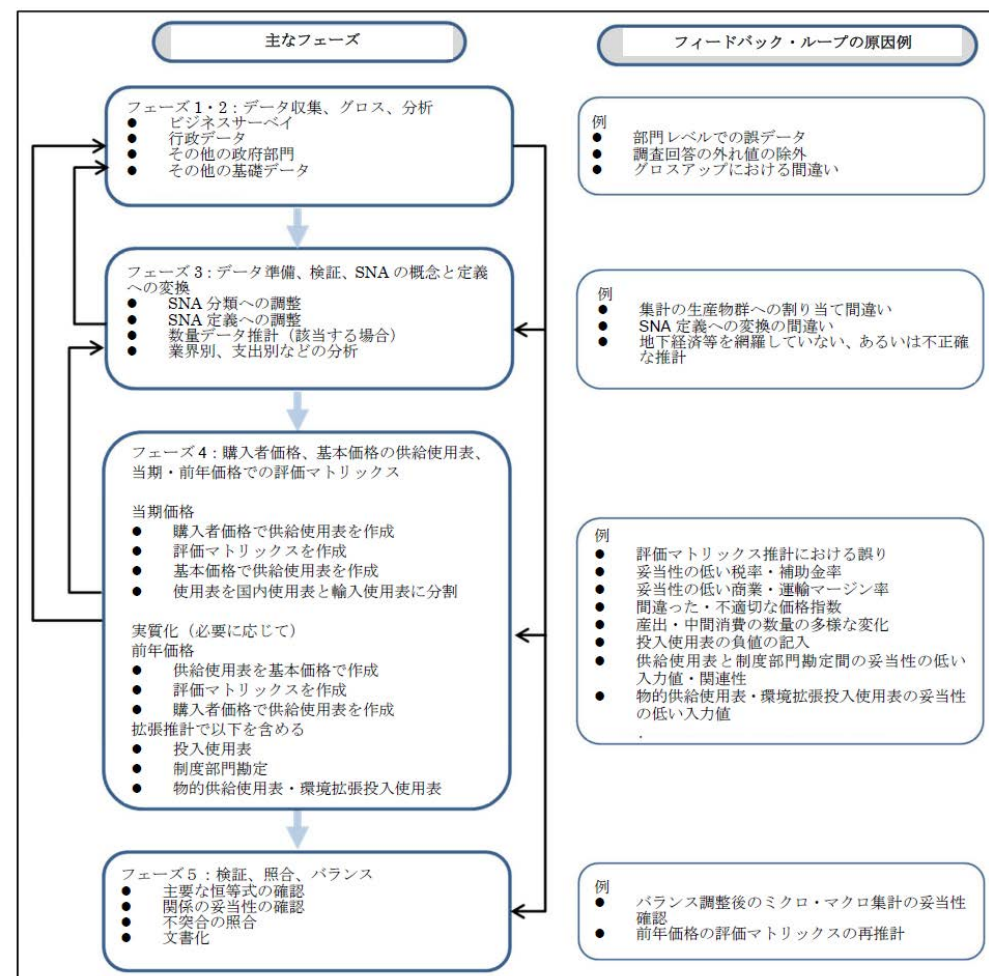 主なフェーズ
フィードバック・ループの原因例
フェーズ 1・2:データ収集、グロス、分析
● ビジネスサーベイ
● 行政データ
● その他の政府部門
● その他の基礎データ
例
● 部門レベルでの誤データ
● 調査回答の外れ値の除外
● グロスアップにおける間違い
フェーズ 3:データ準備、検証、SNA の概念と定義
への変換
● SNA 分類への調整
● SNA 定義への調整
● 数量データ推計(該当する場合)
● 業界別、支出別などの分析
例
● 集計の生産物群への割り当て間違い
● SNA 定義への変換の間違い
● 地下経済等を網羅していない、あるいは不正確
な推計
フェーズ 4:購入者価格、基本価格の供給使用表、
当期・前年価格での評価マトリックス
当期価格
● 購入者価格で供給使用表を作成
● 評価マトリックスを作成
● 基本価格で供給使用表を作成
● 使用表を国内使用表と輸入使用表に分割
実質化(必要に応じて)
前年価格
● 供給使用表を基本価格で作成
● 評価マトリックスを作成
● 購入者価格で供給使用表を作成
拡張推計で以下を含める
● 投入使用表
● 制度部門勘定
● 物的供給使用表・環境拡張投入使用表
例
● 評価マトリックス推計における誤り
● 妥当性の低い税率・補助金率
● 妥当性の低い商業・運輸マージン率
● 間違った・不適切な価格指数
● 産出・中間消費の数量の多様な変化
● 投入使用表の負値の記入
● 供給使用表と制度部門勘定間の妥当性の低い
入力値・関連性
● 物的供給使用表・環境拡張投入使用表の妥当性
の低い入力値
.
フェーズ 5:検証、照合、バランス
● 主要な恒等式の確認
● 関係の妥当性の確認
● 不突合の照合
● 文書化
例
● バランス調整後のミクロ・マクロ集計の妥当性
確認
● 前年価格の評価マトリックスの再推計